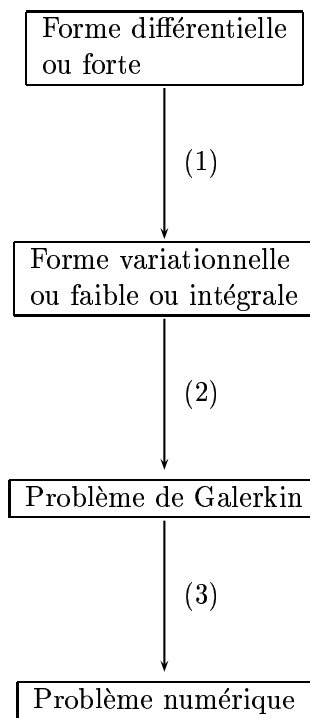 Forme différentielle
ou forte
(1)
Forme variationnelle
ou faible ou intégrale
(2)
Problème de Galerkin
(3)
Problème numérique